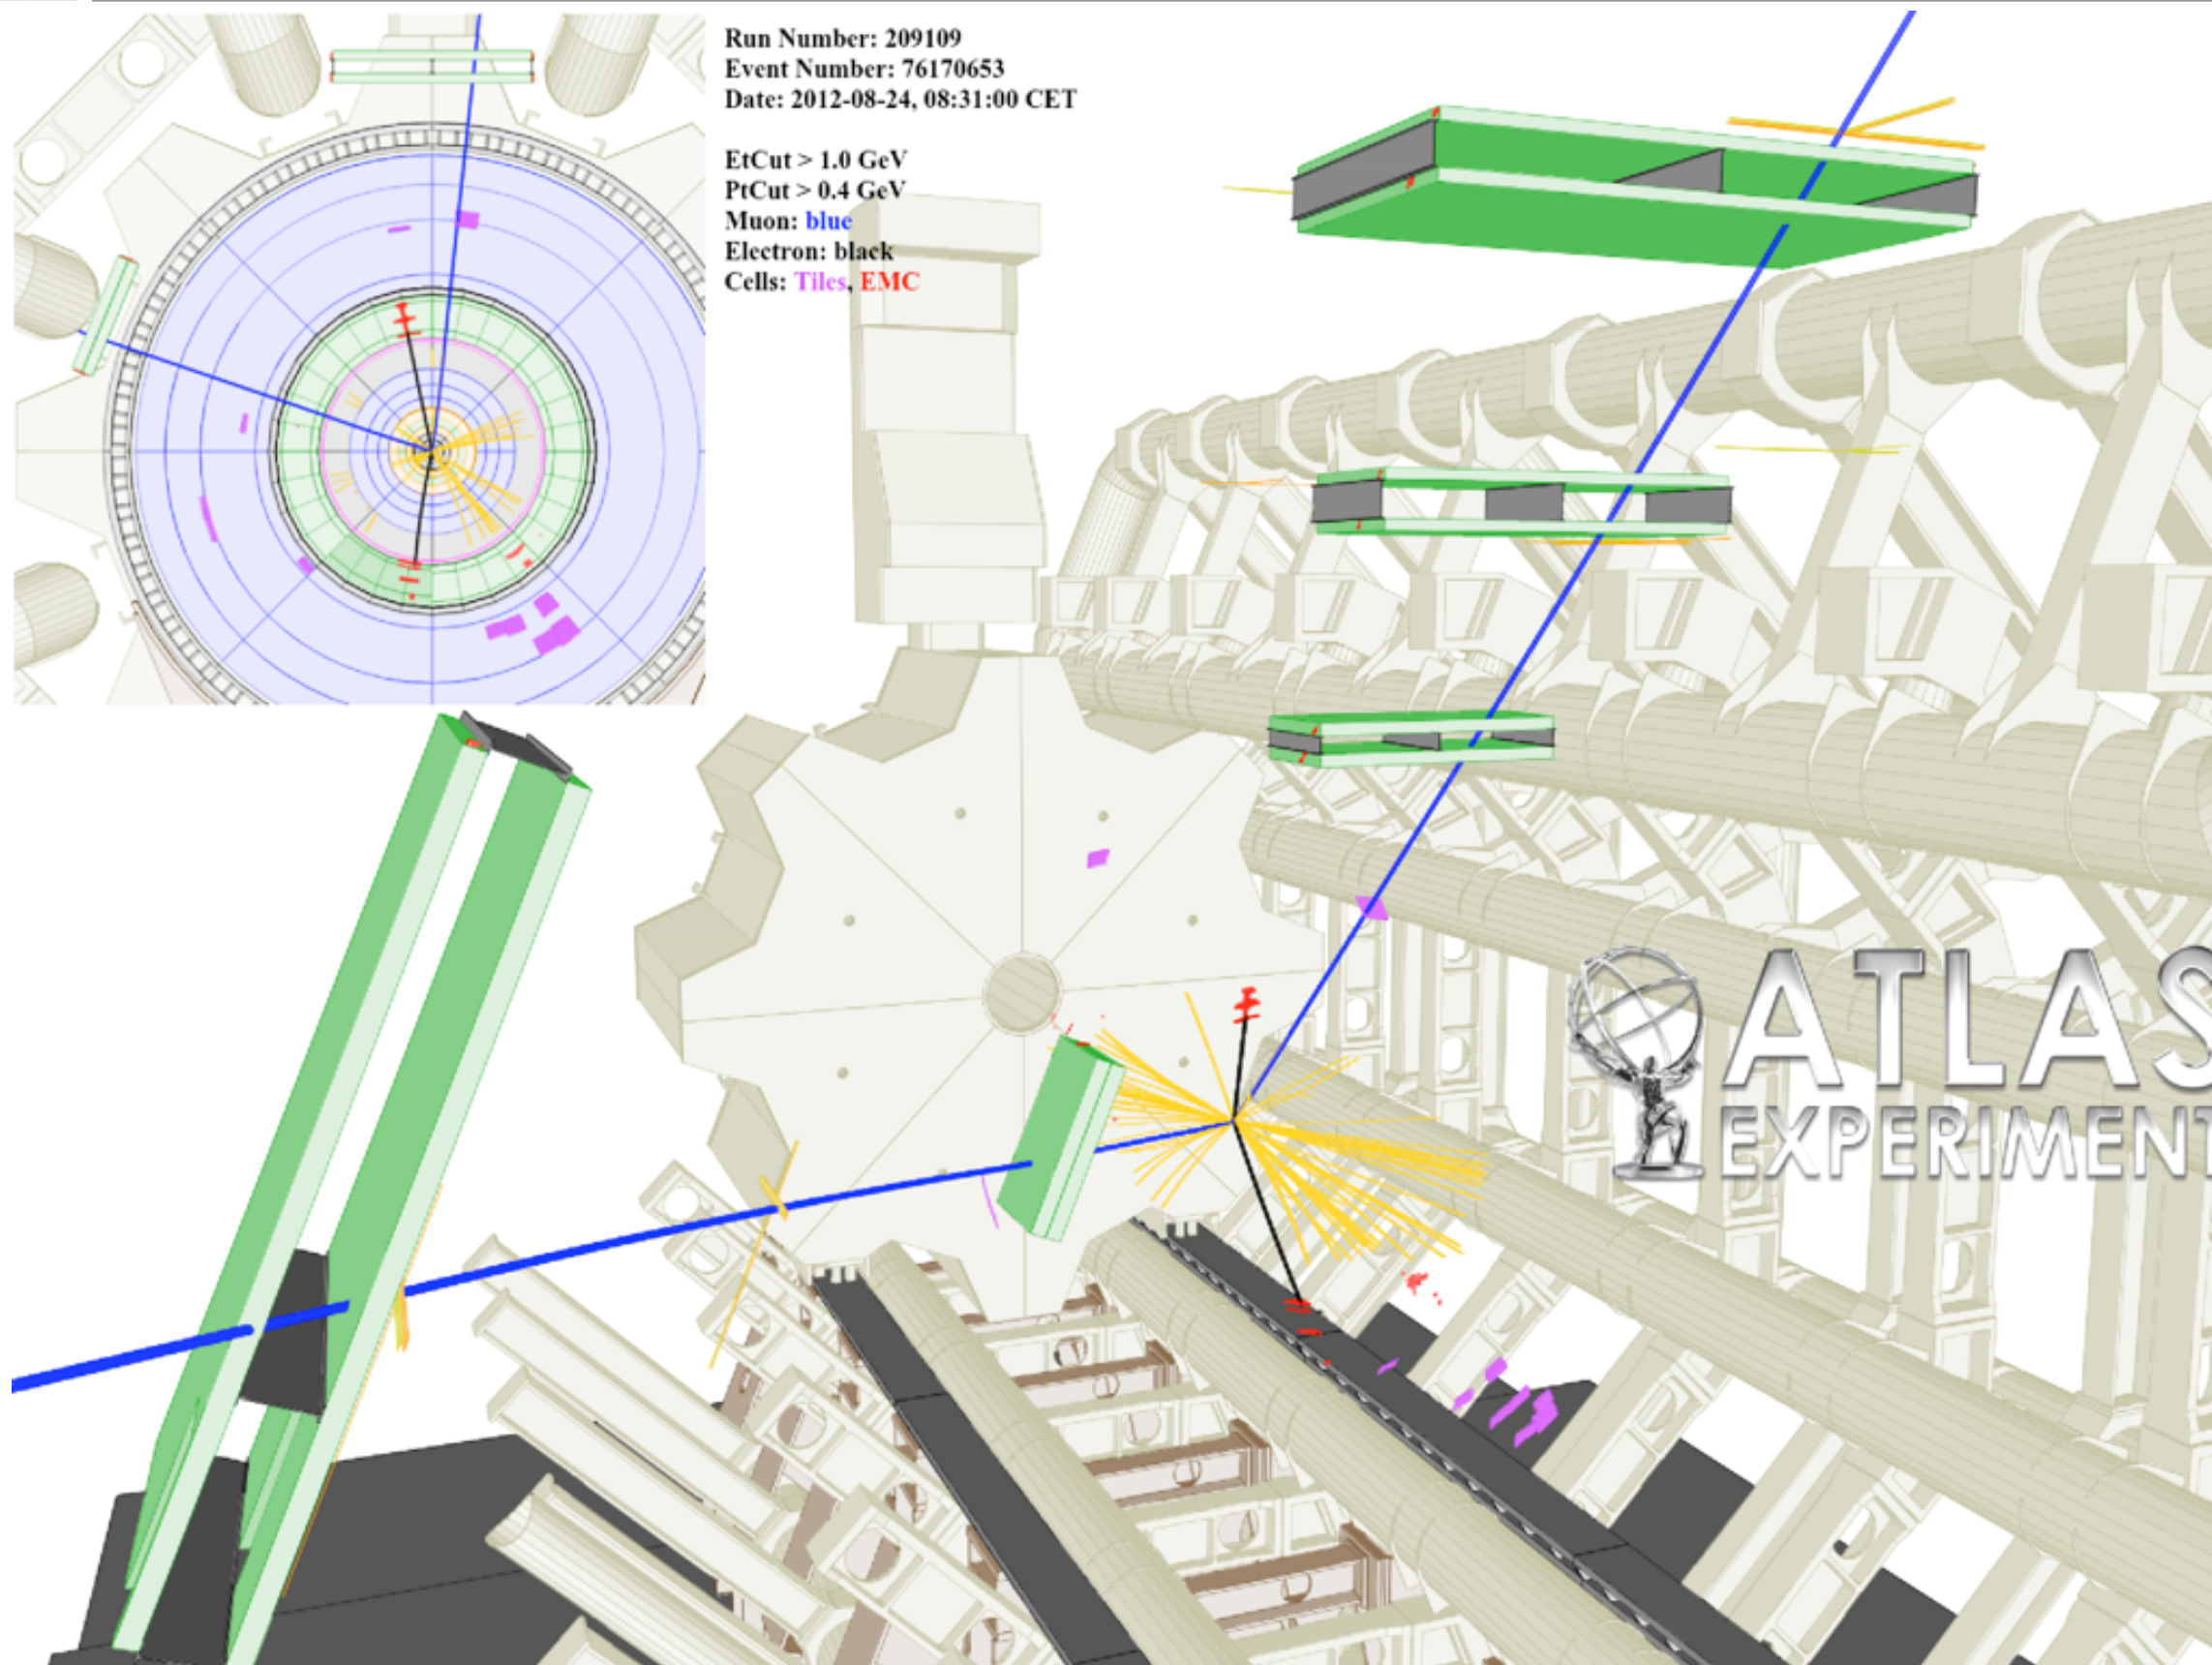 Run Number: 209109
Event Number: 76170653
Date: 2012-08-24, 08:31:00 CET
EtCut > 1.0 GeV
PtCut > 0.4 GeV
Muon: blue
Electron: black
Cells: Tiles, EMC
ATLAS
EXPERIMENT